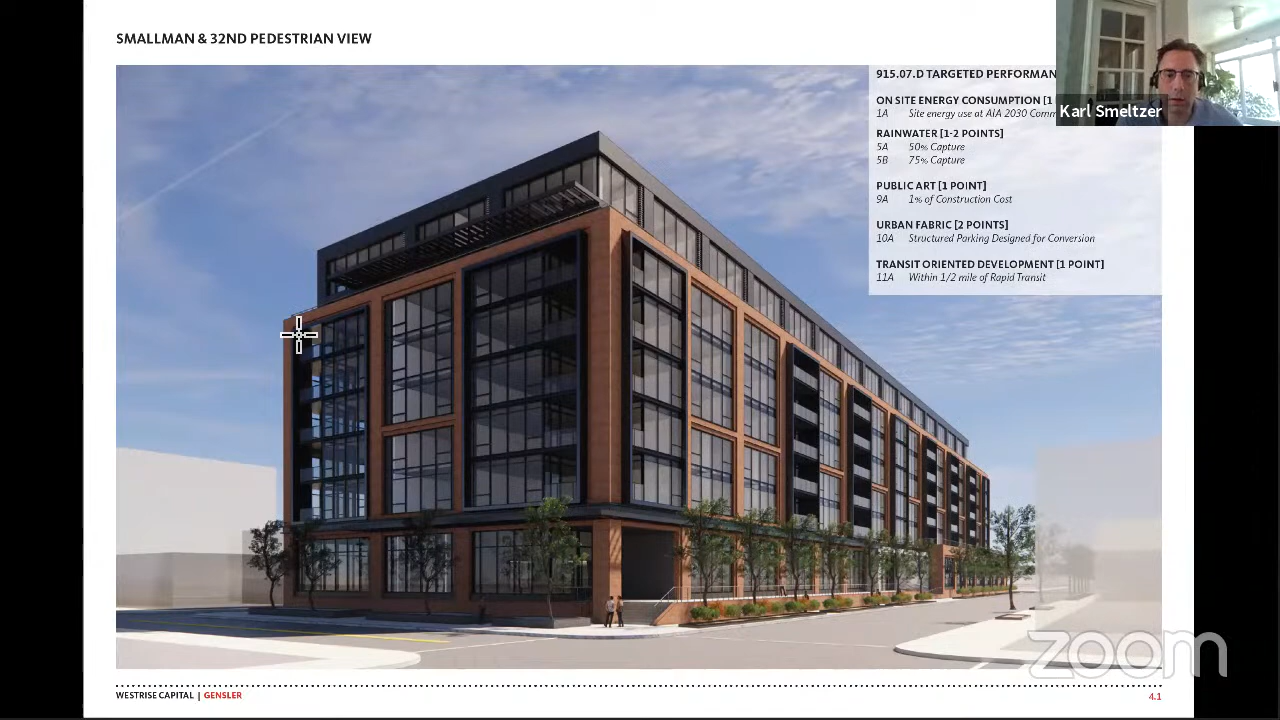 SMALLMAN & 32ND PEDESTRIAN VIEW
915.07.D TARGETED PERFORMAN
ON SITE ENERGY CONSUMPTION [1
1A Site energy use at AIA 2030 Comm
RAINWATER [1-2 POINTS]
5A 50% Capture
5B 75% Capture
PUBLIC ART [1 POINT]
9A 1% of Construction Cost
URBAN FABRIC [2 POINTS]
10A Structured Parking Designed for Conversion
TRANSIT ORIENTED DEVELOPMENT [1 POINT]
11A Within 1/2 mile of Rapid Transit
Karl Smeltzer
zoom
WESTRISE CAPITAL | GENSLER
4.1